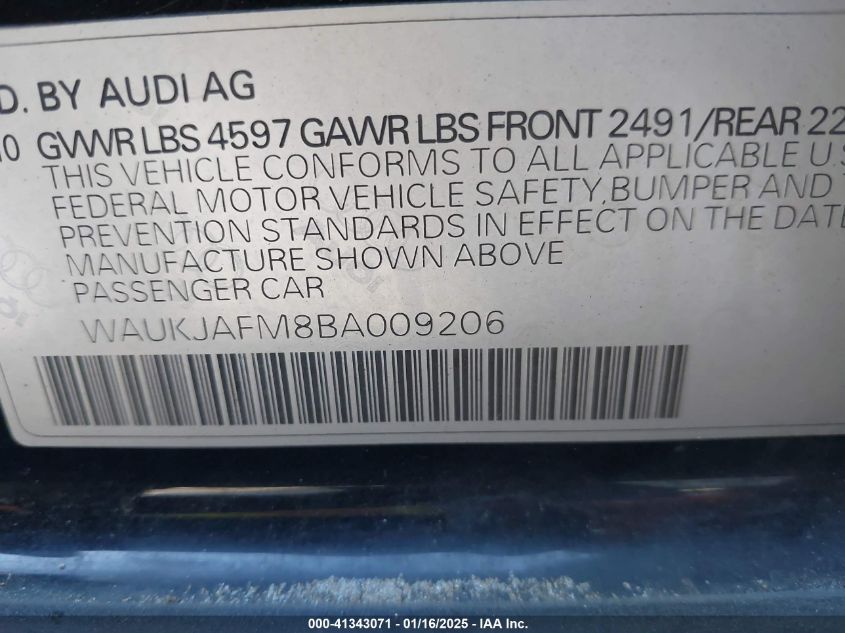 D. BY AUDI AG
10 GVWR LBS 4597 GAWR LBS FRONT 2491/REAR 22
THIS VEHICLE CONFORMS TO ALL APPLICABLE U.S
FEDERAL MOTOR VEHICLE SAFETY,BUMPER AND T
PREVENTION STANDARDS IN EFFECT ON THE DATE
MANUFACTURE SHOWN ABOVE
PASSENGER CAR
WAUKJAFM8BA009206
000-41343071 - 01/16/2025 - IAA Inc.